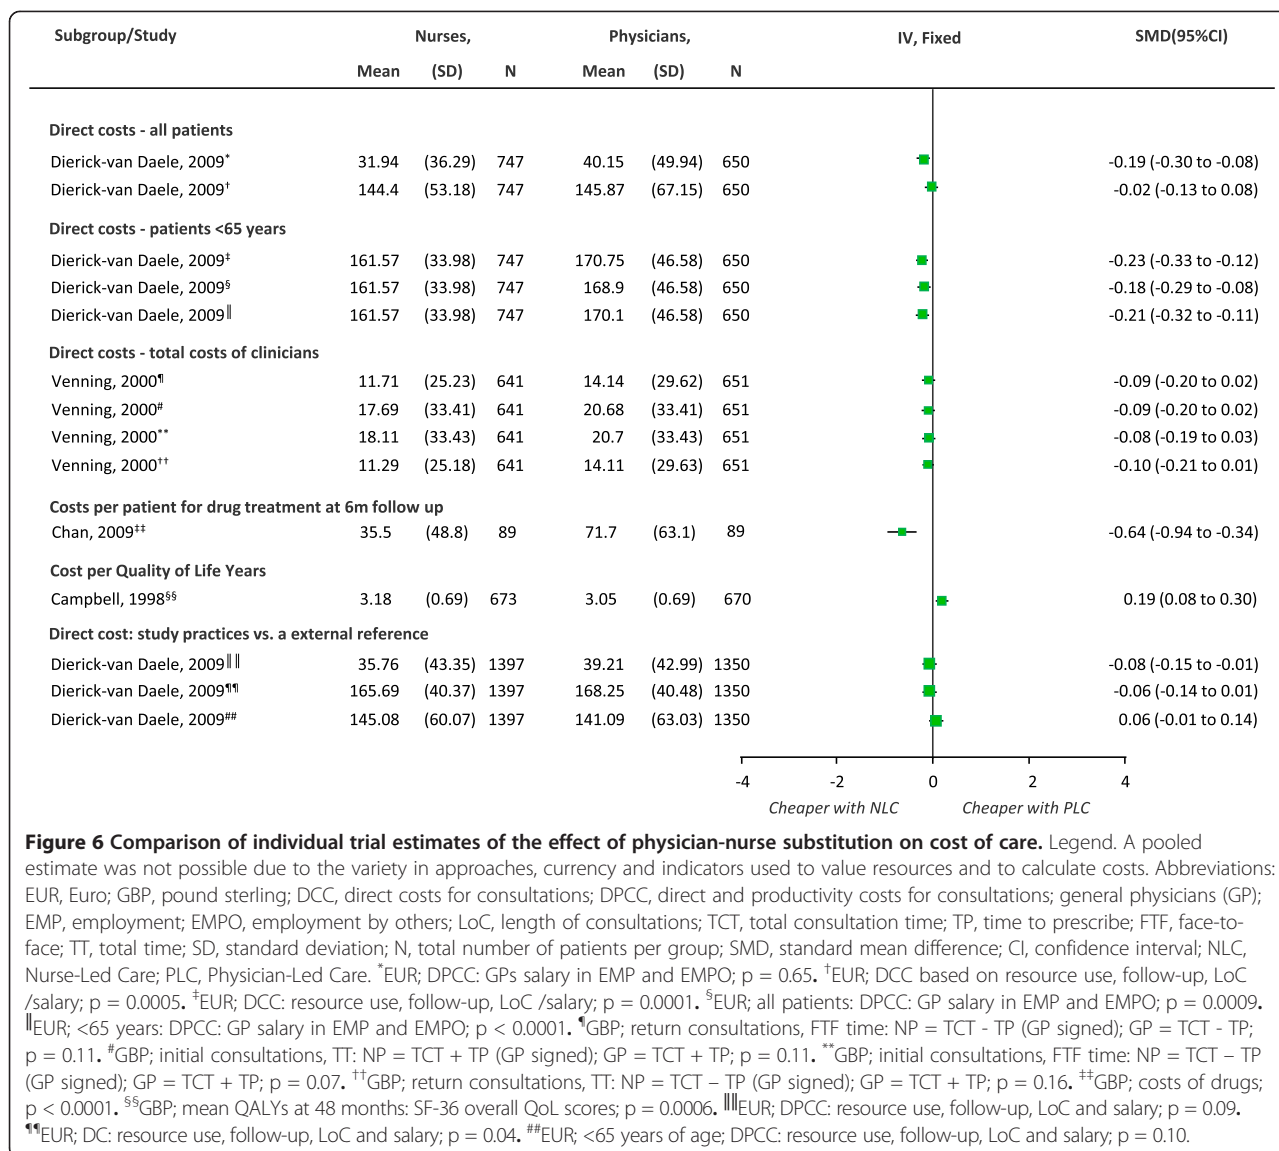 Subgroup/Study Nurses, Physicians, IV, Fixed SMD(95%CI)
Mean (SD) N Mean (SD) N
Direct costs - all patients
Dierick-van Daele, 2009* 31.94 (36.29) 747 40.15 (49.94) 650 -0.19 (-0.30 to -0.08)
Dierick-van Daele, 2009† 144.4 (53.18) 747 145.87 (67.15) 650 -0.02 (-0.13 to 0.08)
Direct costs - patients <65 years
Dierick-van Daele, 2009‡ 161.57 (33.98) 747 170.75 (46.58) 650 -0.23 (-0.33 to -0.12)
Dierick-van Daele, 2009§ 161.57 (33.98) 747 168.9 (46.58) 650 -0.18 (-0.29 to -0.08)
Dierick-van Daele, 2009‖ 161.57 (33.98) 747 170.1 (46.58) 650 -0.21 (-0.32 to -0.11)
Direct costs - total costs of clinicians
Venning, 2000¶ 11.71 (25.23) 641 14.14 (29.62) 651 -0.09 (-0.20 to 0.02)
Venning, 2000# 17.69 (33.41) 641 20.68 (33.41) 651 -0.09 (-0.20 to 0.02)
Venning, 2000** 18.11 (33.43) 641 20.7 (33.43) 651 -0.08 (-0.19 to 0.03)
Venning, 2000†† 11.29 (25.18) 641 14.11 (29.63) 651 -0.10 (-0.21 to 0.01)
Costs per patient for drug treatment at 6m follow up
Chan, 2009‡‡ 35.5 (48.8) 89 71.7 (63.1) 89 -0.64 (-0.94 to -0.34)
Cost per Quality of Life Years
Campbell, 1998§§ 3.18 (0.69) 673 3.05 (0.69) 670 0.19 (0.08 to 0.30)
Direct cost: study practices vs. a external reference
Dierick-van Daele, 2009‖‖ 35.76 (43.35) 1397 39.21 (42.99) 1350 -0.08 (-0.15 to -0.01)
Dierick-van Daele, 2009¶¶ 165.69 (40.37) 1397 168.25 (40.48) 1350 -0.06 (-0.14 to 0.01)
Dierick-van Daele, 2009## 145.08 (60.07) 1397 141.09 (63.03) 1350 0.06 (-0.01 to 0.14)
-4 -2 0 2 4
Cheaper with NLC Cheaper with PLC
Figure 6 Comparison of individual trial estimates of the effect of physician-nurse substitution on cost of care. Legend. A pooled
estimate was not possible due to the variety in approaches, currency and indicators used to value resources and to calculate costs. Abbreviations:
EUR, Euro; GBP, pound sterling; DCC, direct costs for consultations; DPCC, direct and productivity costs for consultations; general physicians (GP);
EMP, employment; EMPO, employment by others; LoC, length of consultations; TCT, total consultation time; TP, time to prescribe; FTF, face-to-
face; TT, total time; SD, standard deviation; N, total number of patients per group; SMD, standard mean difference; CI, confidence interval; NLC,
Nurse-Led Care; PLC, Physician-Led Care. *EUR; DPCC: GPs salary in EMP and EMPO; p = 0.65. †EUR; DCC based on resource use, follow-up, LoC
/salary; p = 0.0005. ‡EUR; DCC: resource use, follow-up, LoC /salary; p = 0.0001. §EUR; all patients: DPCC: GP salary in EMP and EMPO; p = 0.0009.
‖EUR; <65 years: DPCC: GP salary in EMP and EMPO; p < 0.0001. ¶GBP; return consultations, FTF time: NP = TCT - TP (GP signed); GP = TCT - TP;
p = 0.11. #GBP; initial consultations, TT: NP = TCT + TP (GP signed); GP = TCT + TP; p = 0.11. **GBP; initial consultations, FTF time: NP = TCT – TP
(GP signed); GP = TCT + TP; p = 0.07. ††GBP; return consultations, TT: NP = TCT – TP (GP signed); GP = TCT + TP; p = 0.16. ‡‡GBP; costs of drugs;
p < 0.0001. §§GBP; mean QALYs at 48 months: SF-36 overall QoL scores; p = 0.0006. ‖‖EUR; DPCC: resource use, follow-up, LoC and salary; p = 0.09.
¶¶EUR; DC: resource use, follow-up, LoC and salary; p = 0.04. ##EUR; <65 years of age; DPCC: resource use, follow-up, LoC and salary; p = 0.10.